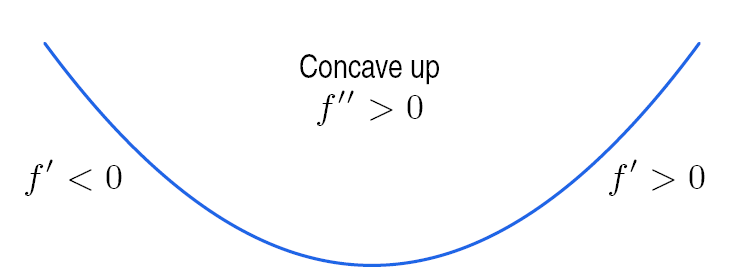 Concave up
f′′ > 0
f′ < 0
f′ > 0